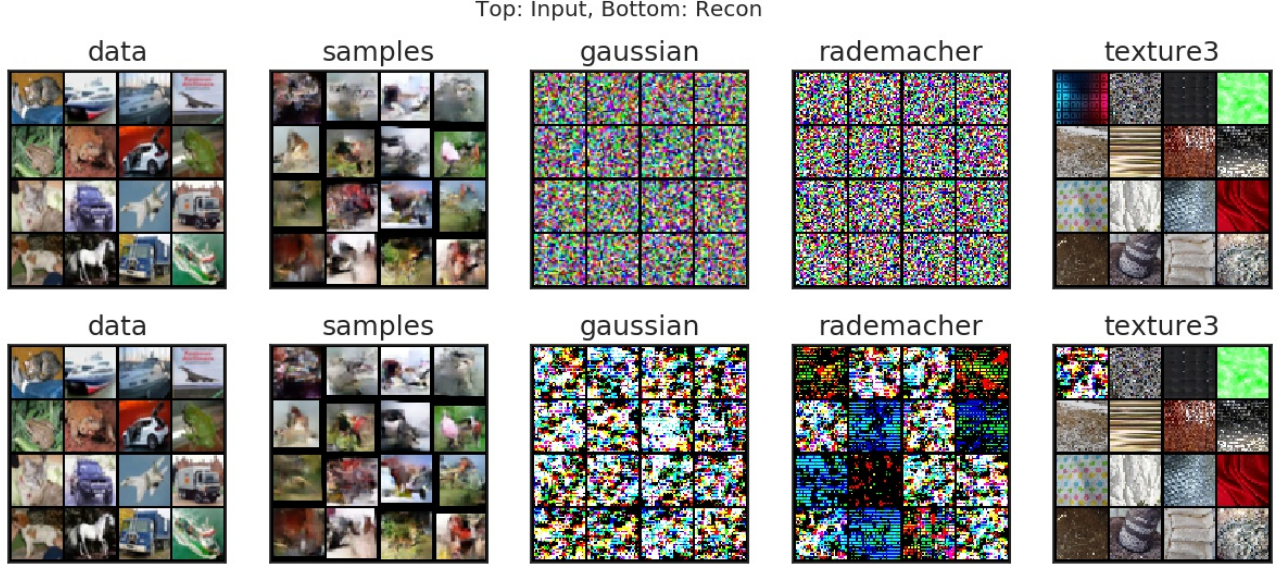 Top: Input, Bottom: Recon
data samples gaussian rademacher texture3
data samples gaussian rademacher texture3